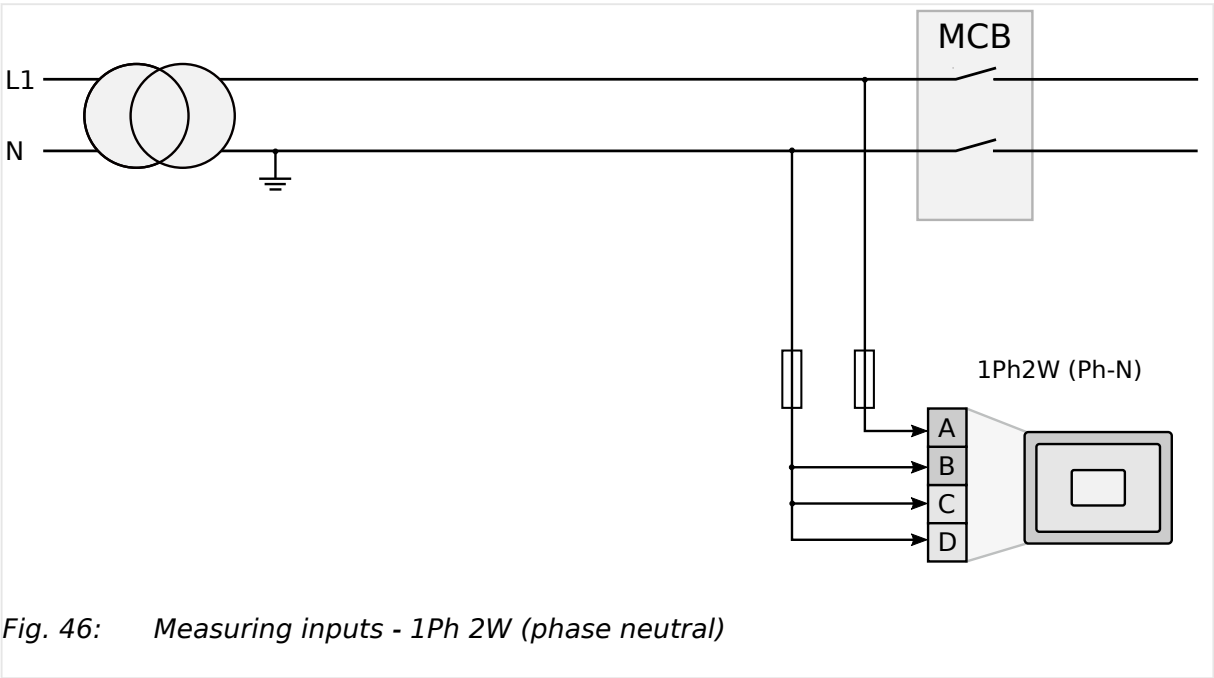 MCB
L1
N
1Ph2W (Ph-N)
A
B
C
D
Fig. 46: Measuring inputs - 1Ph 2W (phase neutral)